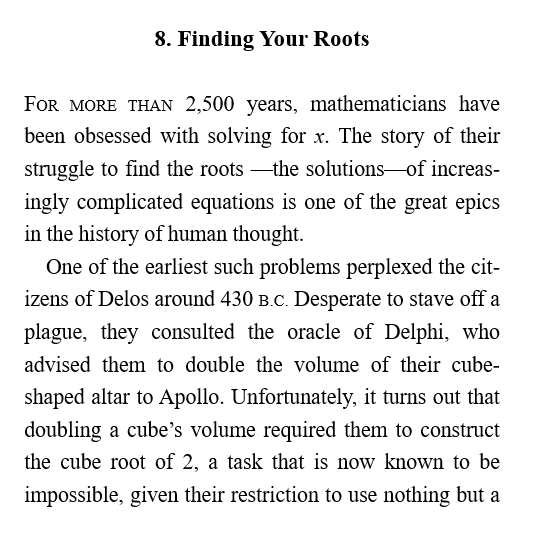 8. Finding Your Roots
FOR MORE THAN 2,500 years, mathematicians have
been obsessed with solving for x. The story of their
struggle to find the roots —the solutions—of increas-
ingly complicated equations is one of the great epics
in the history of human thought.
One of the earliest such problems perplexed the cit-
izens of Delos around 430 B.C. Desperate to stave off a
plague, they consulted the oracle of Delphi, who
advised them to double the volume of their cube-
shaped altar to Apollo. Unfortunately, it turns out that
doubling a cube’s volume required them to construct
the cube root of 2, a task that is now known to be
impossible, given their restriction to use nothing but a